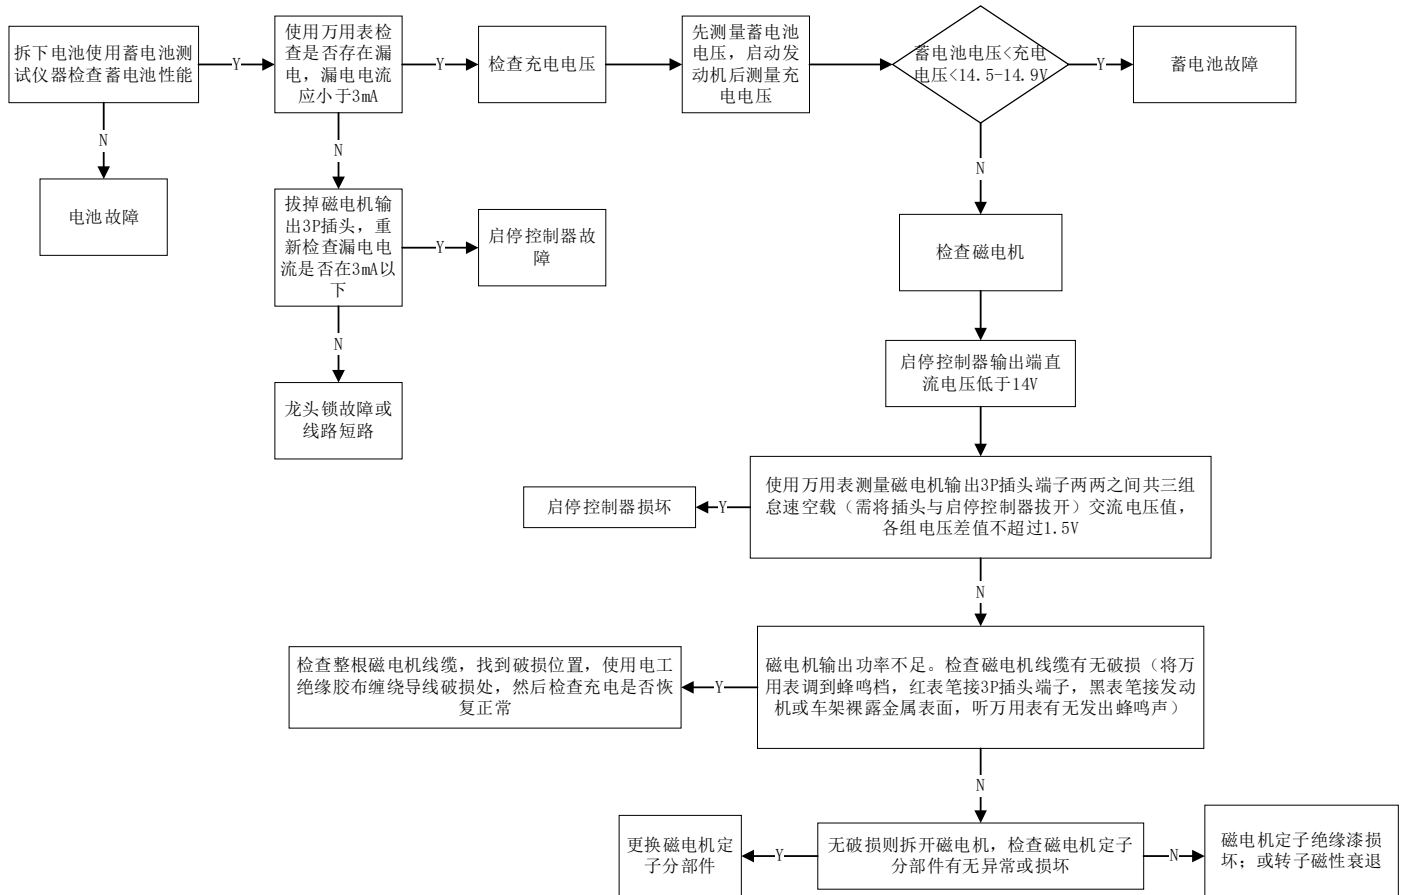 拆下电池使用蓄电池测
试仪器检查蓄电池性能
Y
使用万用表检
查是否存在漏
电，漏电电流
应小于3mA
Y
检查充电电压
先测量蓄电池
电压，启动发
动机后测量充
电电压
蓄电池电压<充电
电压<14.5-14.9V
Y
蓄电池故障
N
电池故障
N
拔掉磁电机输
出3P插头，重
新检查漏电电
流是否在3mA以
下
Y
启停控制器故
障
N
龙头锁故障或
线路短路
N
检查磁电机
启停控制器输出端直
流电压低于14V
使用万用表测量磁电机输出3P插头端子两两之间共三组
怠速空载（需将插头与启停控制器拔开）交流电压值，
各组电压差值不超过1.5V
Y
启停控制器损坏
N
磁电机输出功率不足。检查磁电机线缆有无破损（将万
用表调到蜂鸣档，红表笔接3P插头端子，黑表笔接发动
机或车架裸露金属表面，听万用表有无发出蜂鸣声）
Y
检查整根磁电机线缆，找到破损位置，使用电工
绝缘胶布缠绕导线破损处，然后检查充电是否恢
复正常
N
无破损则拆开磁电机，检查磁电机定子
分部件有无异常或损坏
Y
更换磁电机定
子分部件
N
磁电机定子绝缘漆损
坏；或转子磁性衰退